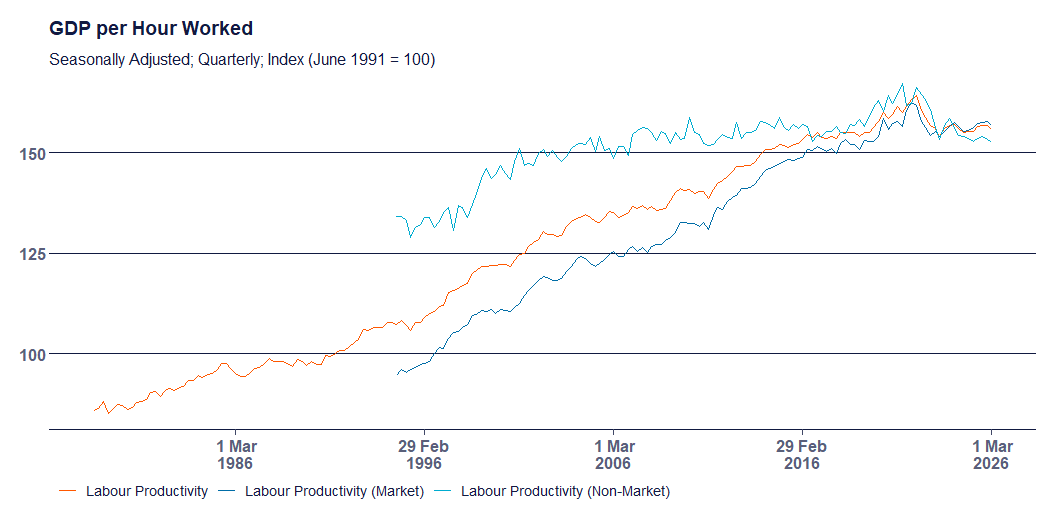 GDP per Hour Worked
Seasonally Adjusted; Quarterly; Index (June 1991 = 100)
150
125
100
1 Mar
1986
29 Feb
1996
1 Mar
2006
29 Feb
2016
1 Mar
2026
Labour Productivity
Labour Productivity (Market)
Labour Productivity (Non-Market)